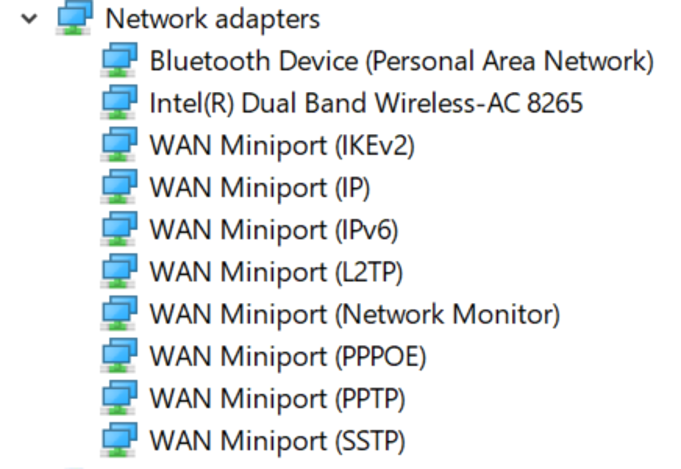 Network adapters
Bluetooth Device (Personal Area Network)
Intel(R) Dual Band Wireless-AC 8265
WAN Miniport (IKEv2)
WAN Miniport (IP)
WAN Miniport (IPv6)
WAN Miniport (L2TP)
WAN Miniport (Network Monitor)
WAN Miniport (PPPOE)
WAN Miniport (PPTP)
WAN Miniport (SSTP)